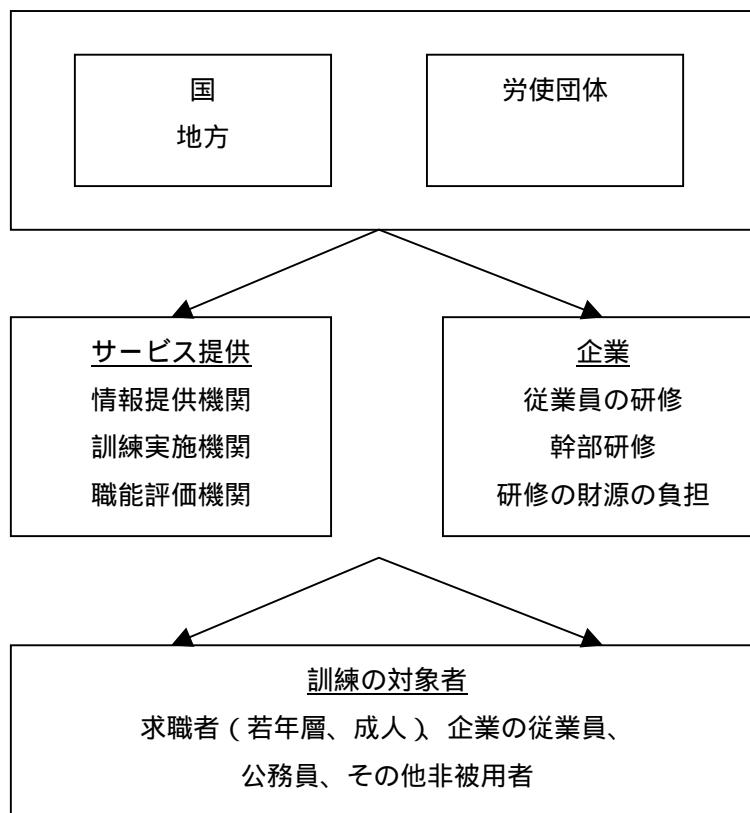 国
地方
労使団体
サービス提供
情報提供機関
訓練実施機関
職能評価機関
企業
従業員の研修
幹部研修
研修の財源の負担
訓練の対象者
求職者（若年層、成人）、企業の従業員、
公務員、その他非被用者